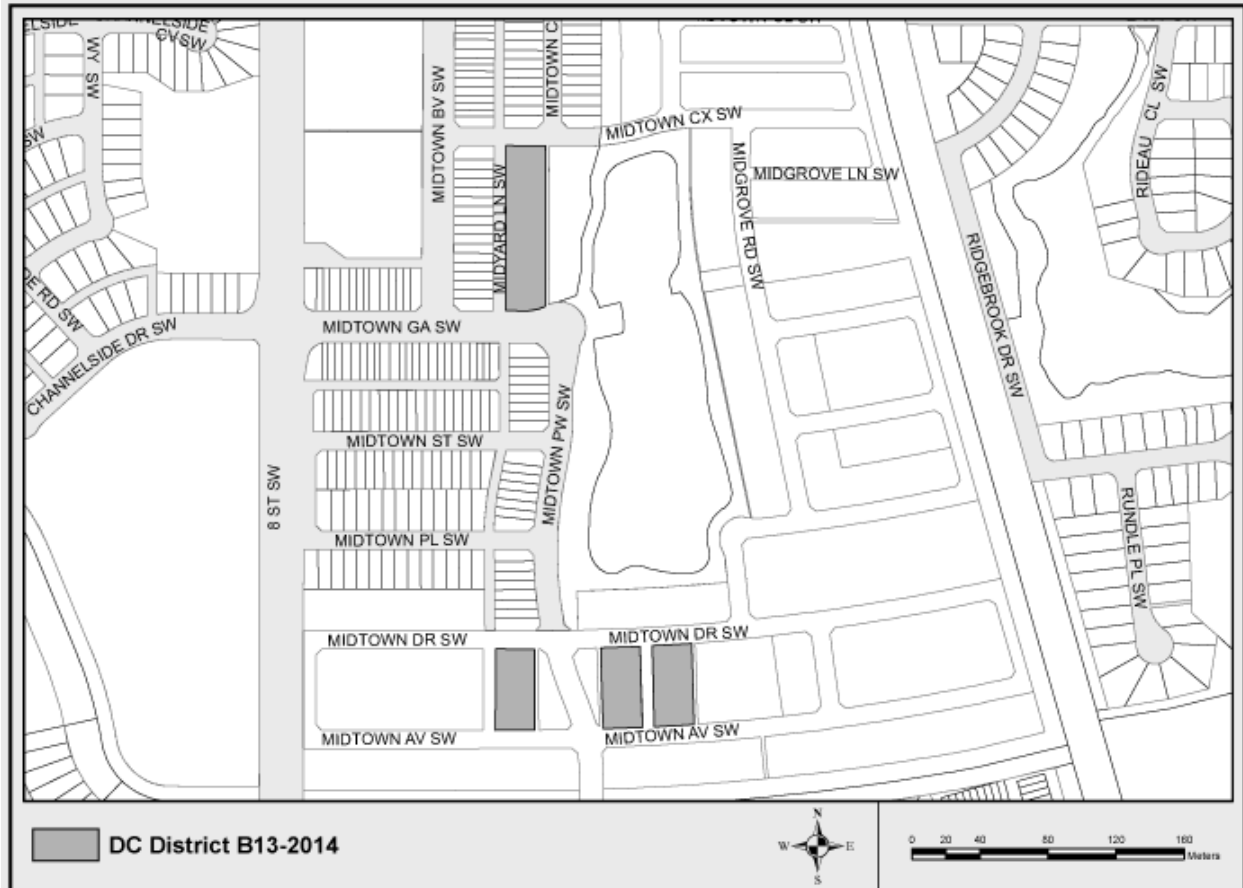 CHANNELSIDE
CV SW
WY SW
SW
MIDTOWN BV SW
MIDTOWN C
MIDTOWN CX SW
MIDGROVE LN SW
MIDGROVE RD SW
MIDYARD LN SW
RIDEAU CL SW
RIDGEBROOK DR SW
DE RD SW
CHANNELSIDE DR SW
MIDTOWN GA SW
MIDTOWN ST SW
MIDTOWN PW SW
8 ST SW
MIDTOWN PL SW
RUNDLE PL SW
MIDTOWN DR SW
MIDTOWN DR SW
MIDTOWN AV SW
MIDTOWN AV SW
DC District B13-2014
N
W E
S
0 20 40 80 120 160
Meters